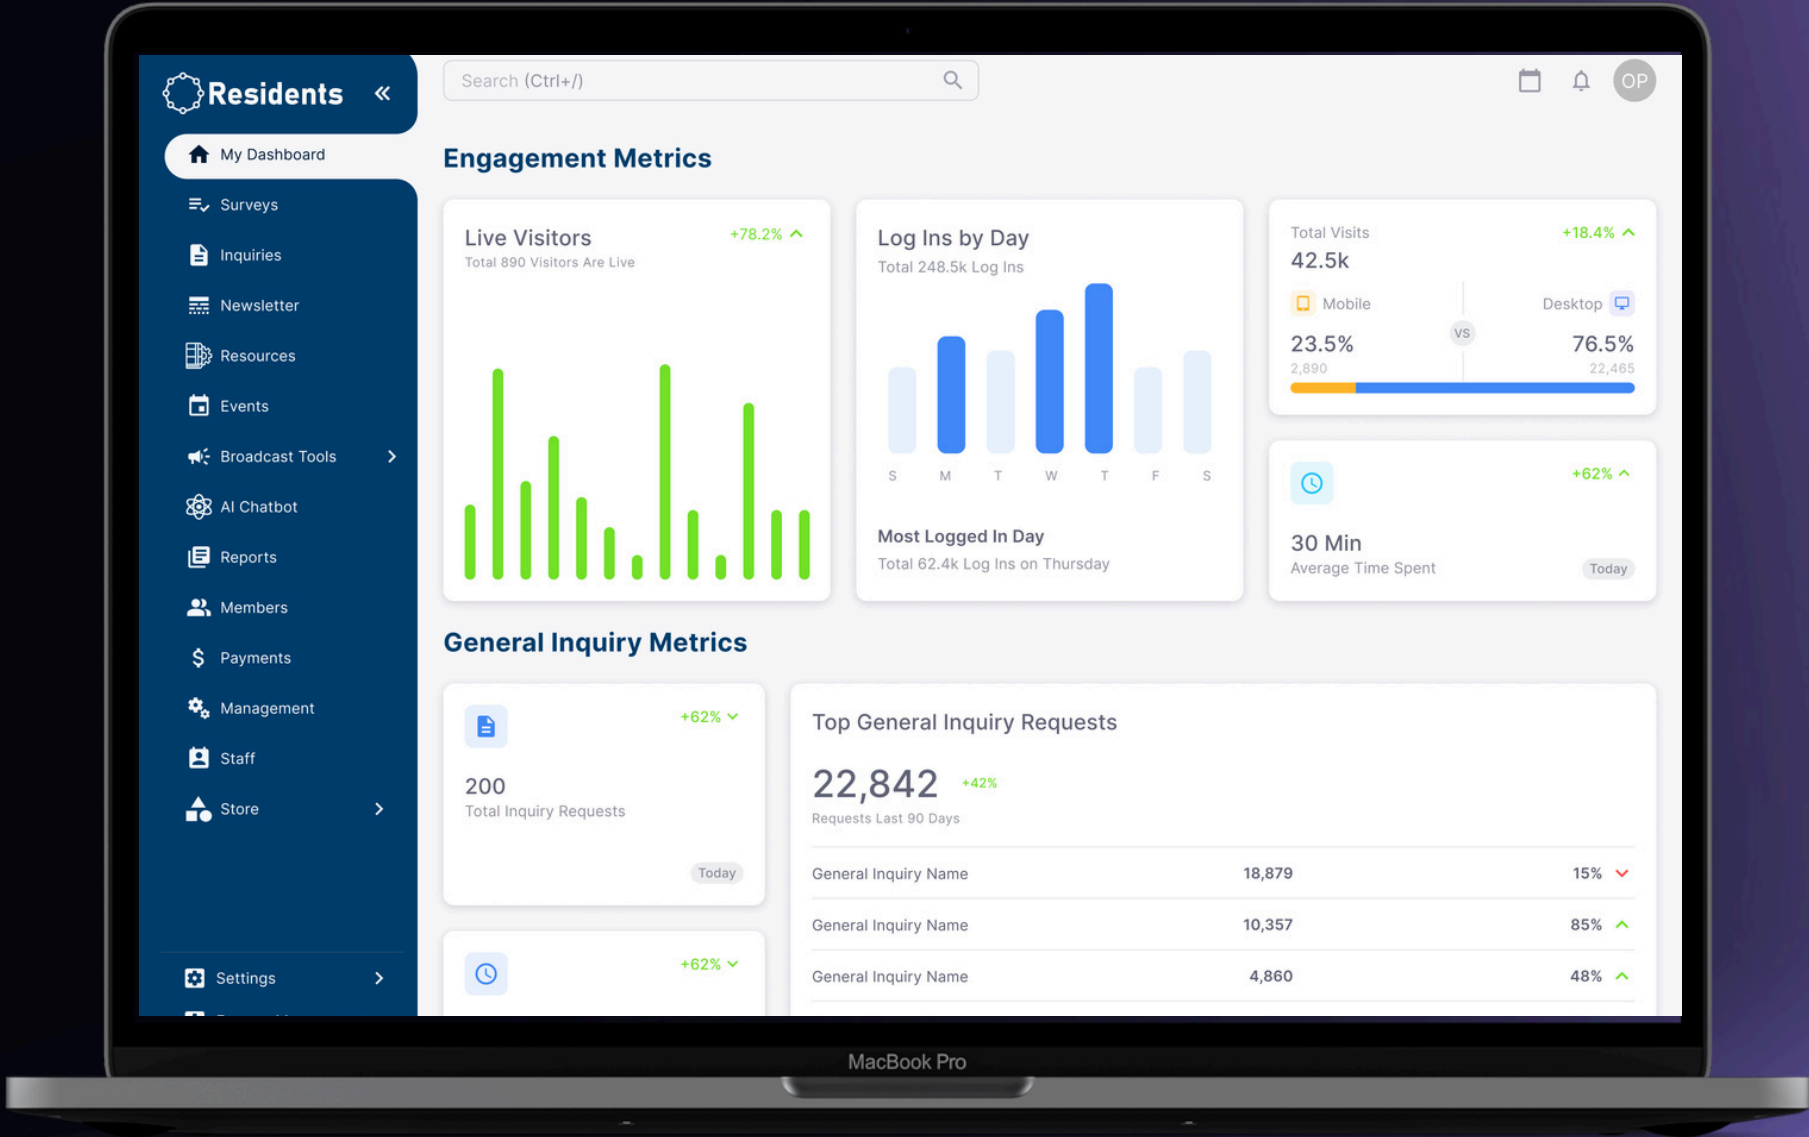 Residents
Search (Ctrl+/)
OP
My Dashboard
Surveys
Inquiries
Newsletter
Resources
Events
Broadcast Tools
AI Chatbot
Reports
Members
Payments
Management
Staff
Store
Settings
Engagement Metrics
Live Visitors
+78.2%
Total 890 Visitors Are Live
Log Ins by Day
Total 248.5k Log Ins
S M T W T F S
Most Logged In Day
Total 62.4k Log Ins on Thursday
Total Visits
+18.4%
42.5k
Mobile
Desktop
VS
23.5%
76.5%
2,890
22,465
+62%
30 Min
Average Time Spent
Today
General Inquiry Metrics
+62%
200
Total Inquiry Requests
Today
+62%
Top General Inquiry Requests
22,842 +42%
Requests Last 90 Days
General Inquiry Name 18,879 15%
General Inquiry Name 10,357 85%
General Inquiry Name 4,860 48%
MacBook Pro